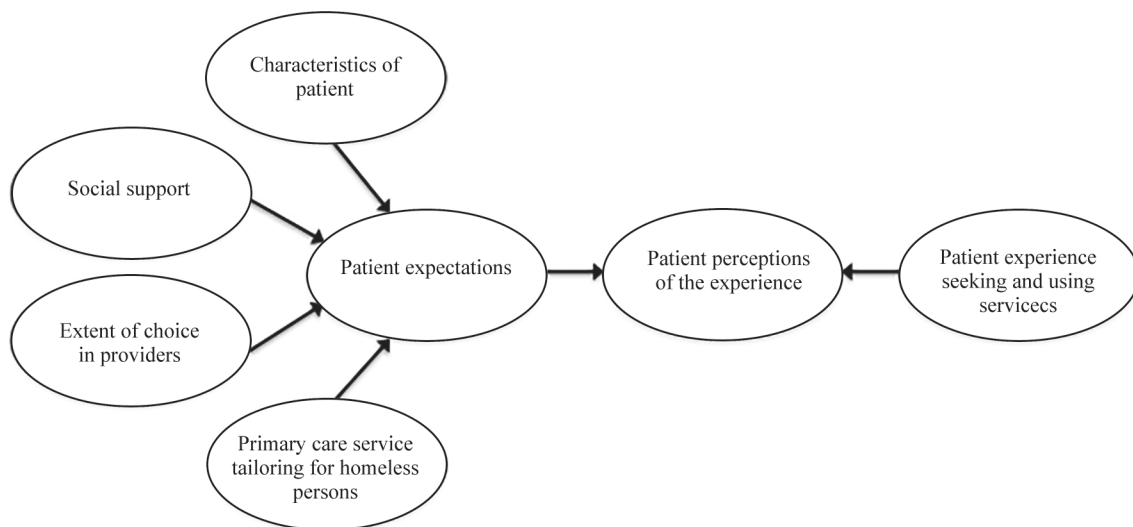 Characteristics of
patient
Social support
Extent of choice
in providers
Primary care service
tailoring for homeless
persons
Patient expectations
Patient perceptions
of the experience
Patient experience
seeking and using
servicecs